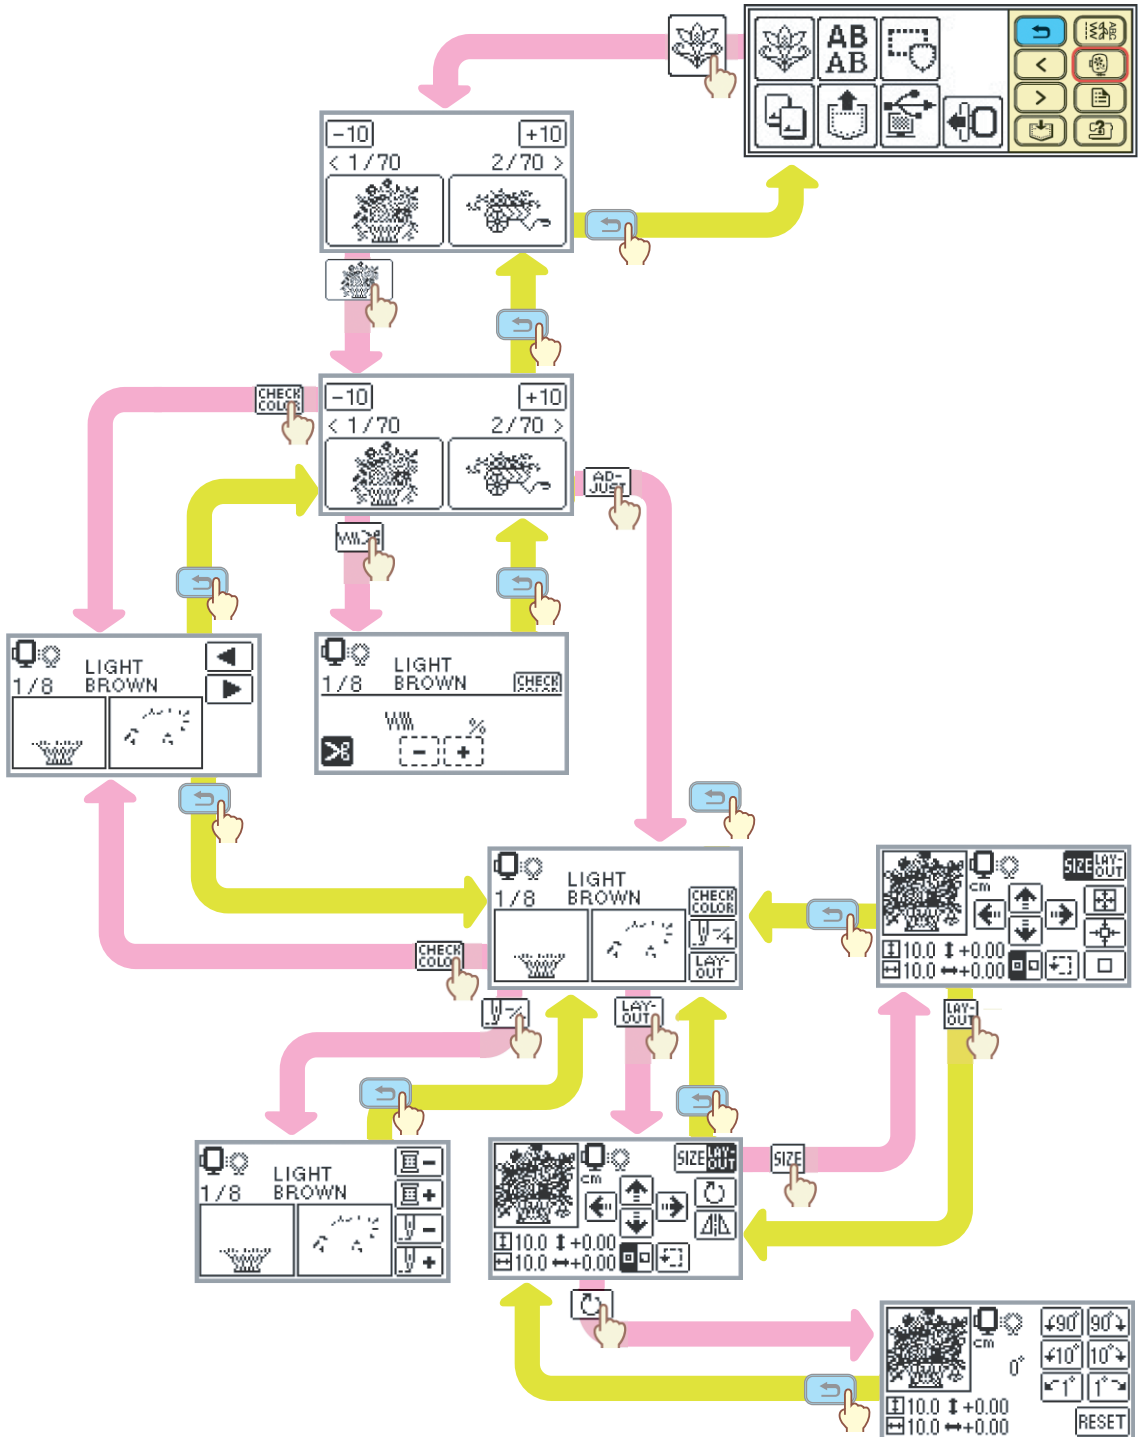 AB
AB
-10 +10
< 1/70 2/70 >
CHECK
COLOR
-10 +10
< 1/70 2/70 >
AD-
JUST
LIGHT
BROWN
1/8
LIGHT
BROWN
1/8
CHECK
%
- +
LIGHT
BROWN
1/8
CHECK
COLOR
LAY-
OUT
SIZE LAY-
OUT
cm
10.0 +0.00
10.0 +0.00
CHECK
COLOR
LAY-
OUT
LAY-
OUT
LIGHT
BROWN
1/8
-
+
-
+
SIZE LAY-
OUT
cm
10.0 +0.00
10.0 +0.00
SIZE
cm
0°
90° 90°
10° 10°
1° 1°
10.0 +0.00
10.0 +0.00
RESET